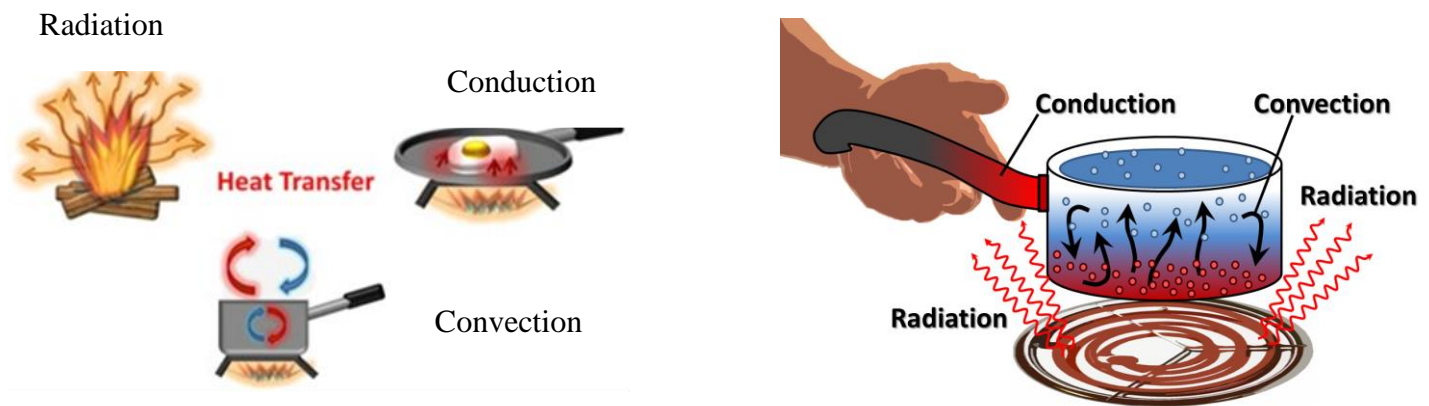 Radiation
Conduction
Heat Transfer
Convection
Conduction
Convection
Radiation
Radiation